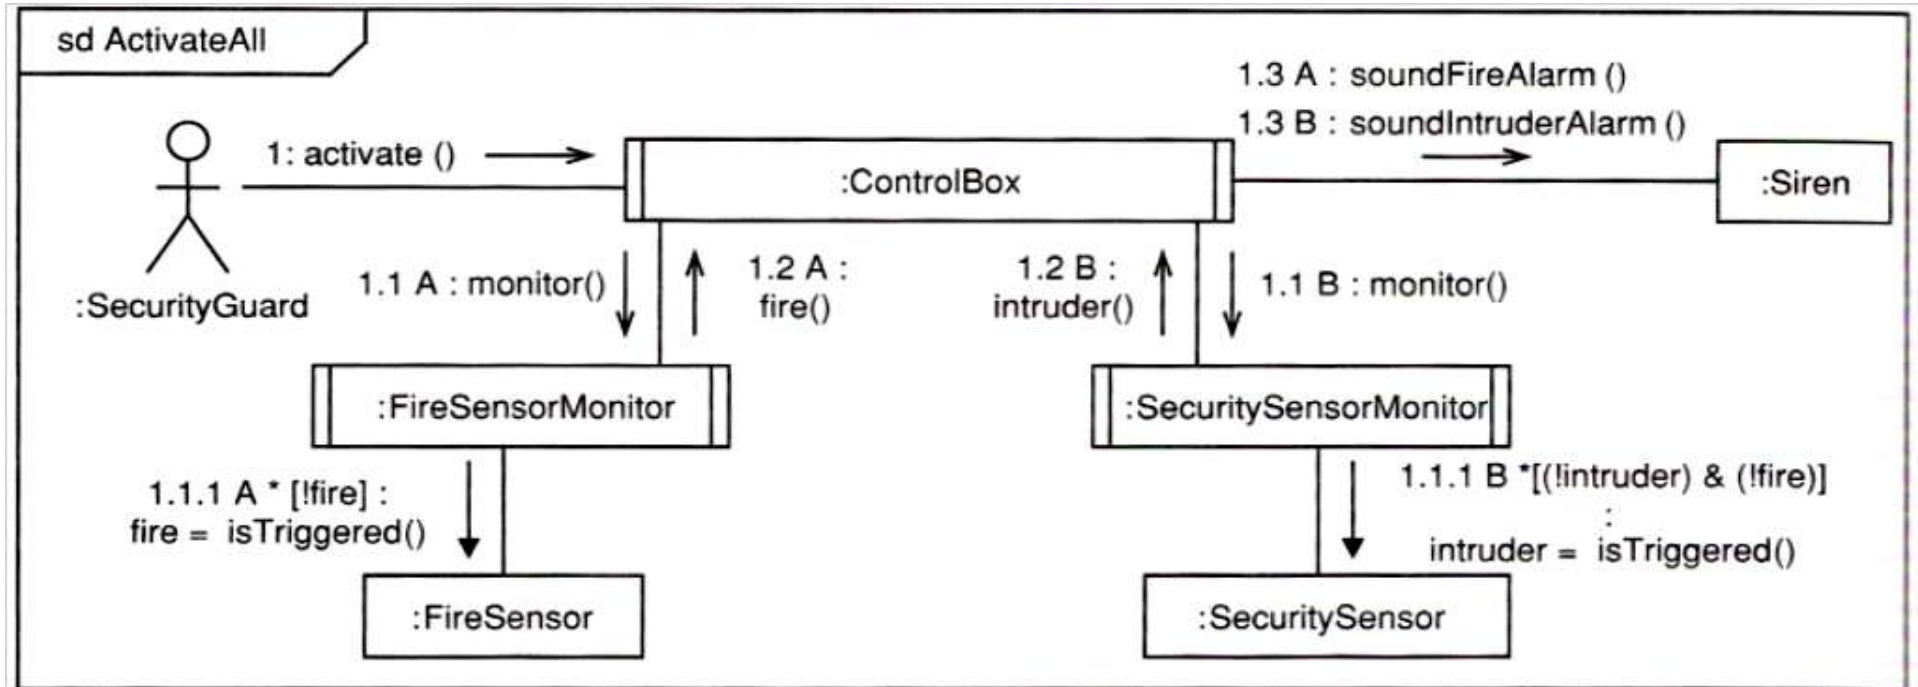 sd ActivateAll
1.3 A : soundFireAlarm ()
1.3 B : soundIntruderAlarm ()
1: activate ()
:ControlBox
:Siren
:SecurityGuard
1.1 A : monitor()
1.2 A :
fire()
1.2 B :
intruder()
1.1 B : monitor()
:FireSensorMonitor
:SecuritySensorMonitor
1.1.1 A * [!fire] :
fire = isTriggered()
1.1.1 B *[(!intruder) & (!fire)]
:
intruder = isTriggered()
:FireSensor
:SecuritySensor